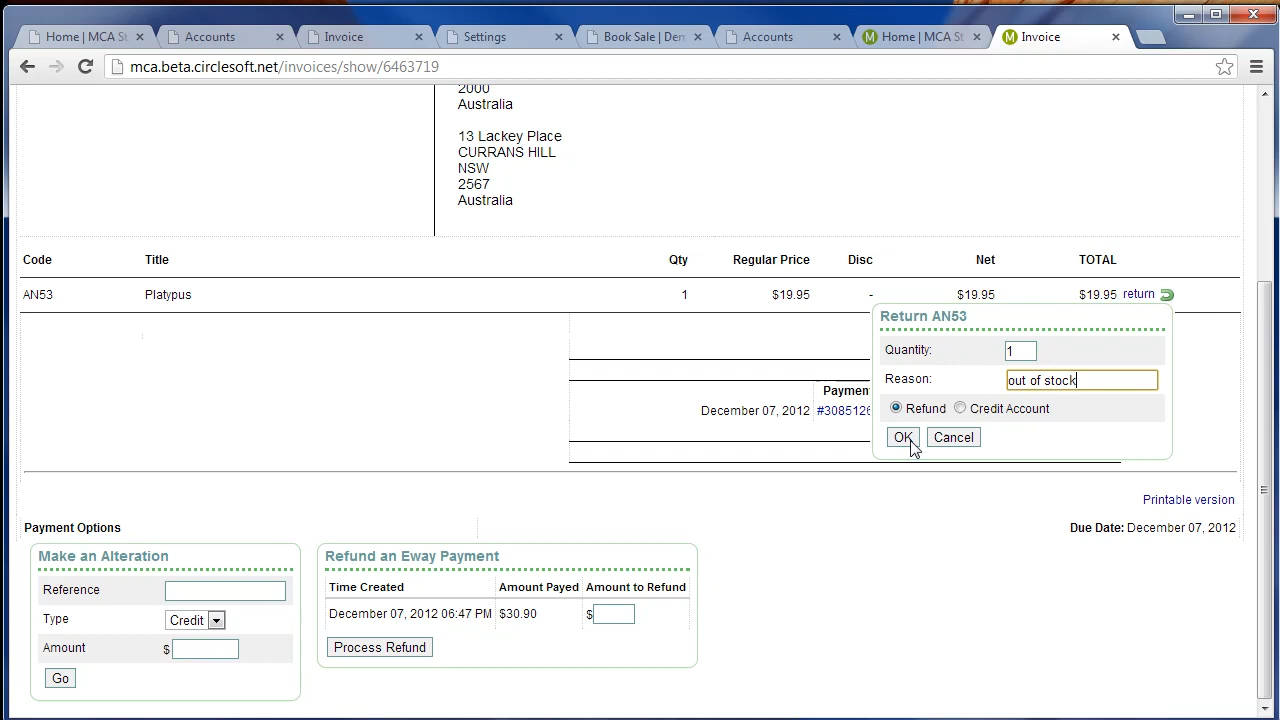 Home | MCA St
Accounts
Invoice
Settings
Book Sale | Dem
Accounts
Home | MCA St
Invoice
mca.beta.circlesoft.net/invoices/show/6463719
2000
Australia
13 Lackey Place
CURRANS HILL
NSW
2567
Australia
Code Title Qty Regular Price Disc Net TOTAL
AN53 Platypus 1 $19.95 - $19.95 $19.95 return
Return AN53
Quantity: 1
Reason: out of stock
Refund Credit Account
OK Cancel
Paymen
December 07, 2012 #3085126
Printable version
Payment Options
Due Date: December 07, 2012
Make an Alteration
Reference
Type Credit
Amount $
Go
Refund an Eway Payment
Time Created Amount Payed Amount to Refund
December 07, 2012 06:47 PM $30.90 $
Process Refund